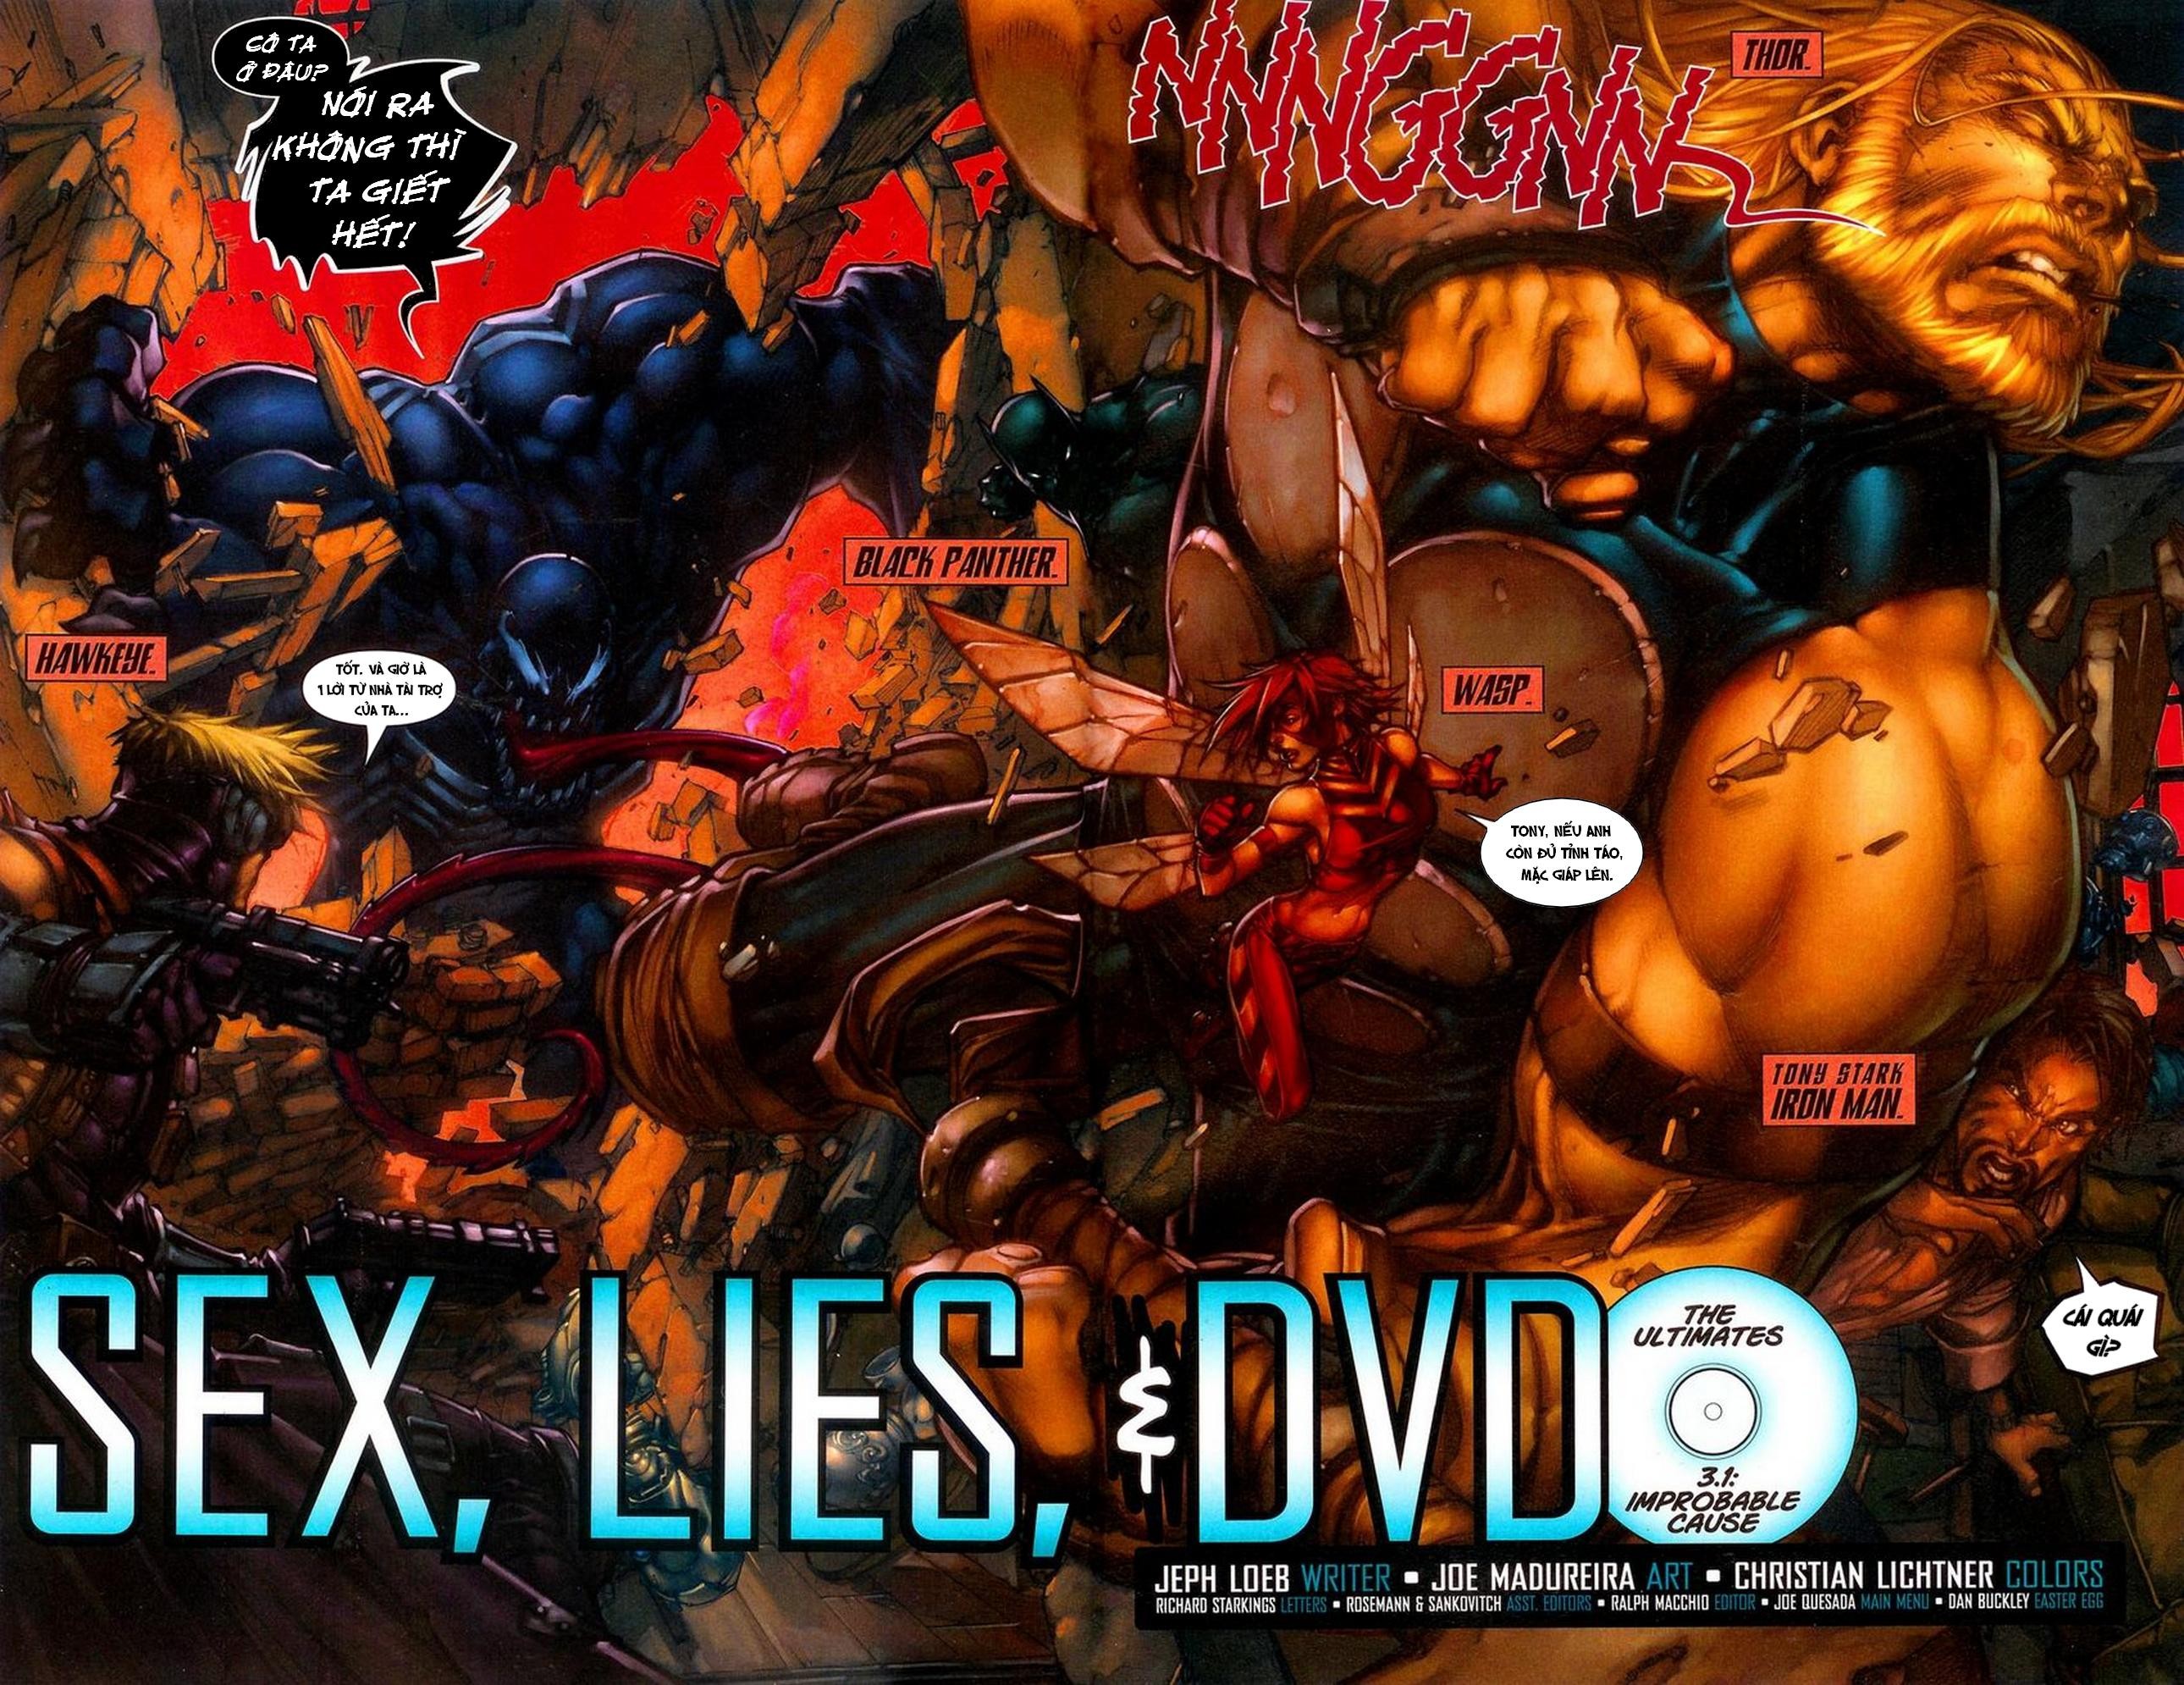 CÔ TA
Ở ĐÂU?
NÓI RA
KHÔNG THÌ
TA GIẾT
HẾT!
NNNGGNN
THOR.
BLACK PANTHER.
HAWKEYE.
TỐT. VÀ GIỜ LÀ
1 LỜI TỪ NHÀ TÀI TRỢ
CỦA TA...
WASP.
TONY, NẾU ANH
CÒN ĐỦ TỈNH TÁO,
MẶC GIÁP LÊN.
TONY STARK
IRON MAN.
CÁI QUÁI
GÌ?
SEX, LIES, & DVD
THE
ULTIMATES
3.1:
IMPROBABLE
CAUSE
JEPH LOEB WRITER • JOE MADUREIRA ART • CHRISTIAN LICHTNER COLORS
RICHARD STARKINGS LETTERS • ROSEMANN & SANKOVITCH ASST. EDITORS • RALPH MACCHIO EDITOR • JOE QUESADA MAIN MENU • DAN BUCKLEY EASTER EGG